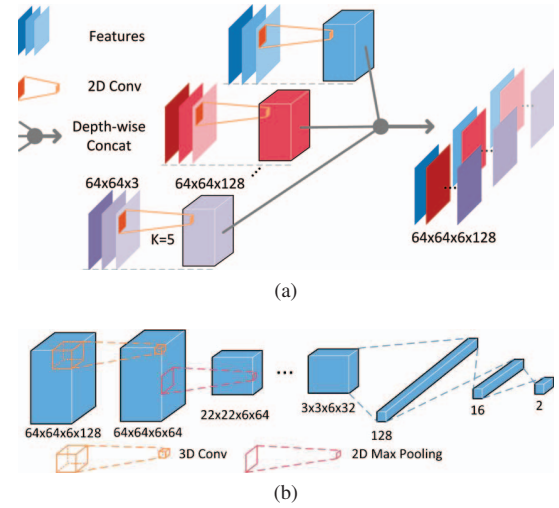 Features
2D Conv
Depth-wise
Concat
64x64x3
64x64x128
K=5
64x64x6x128
(a)
64x64x6x128
64x64x6x64
22x22x6x64
3x3x6x32
128
16
2
3D Conv
2D Max Pooling
(b)